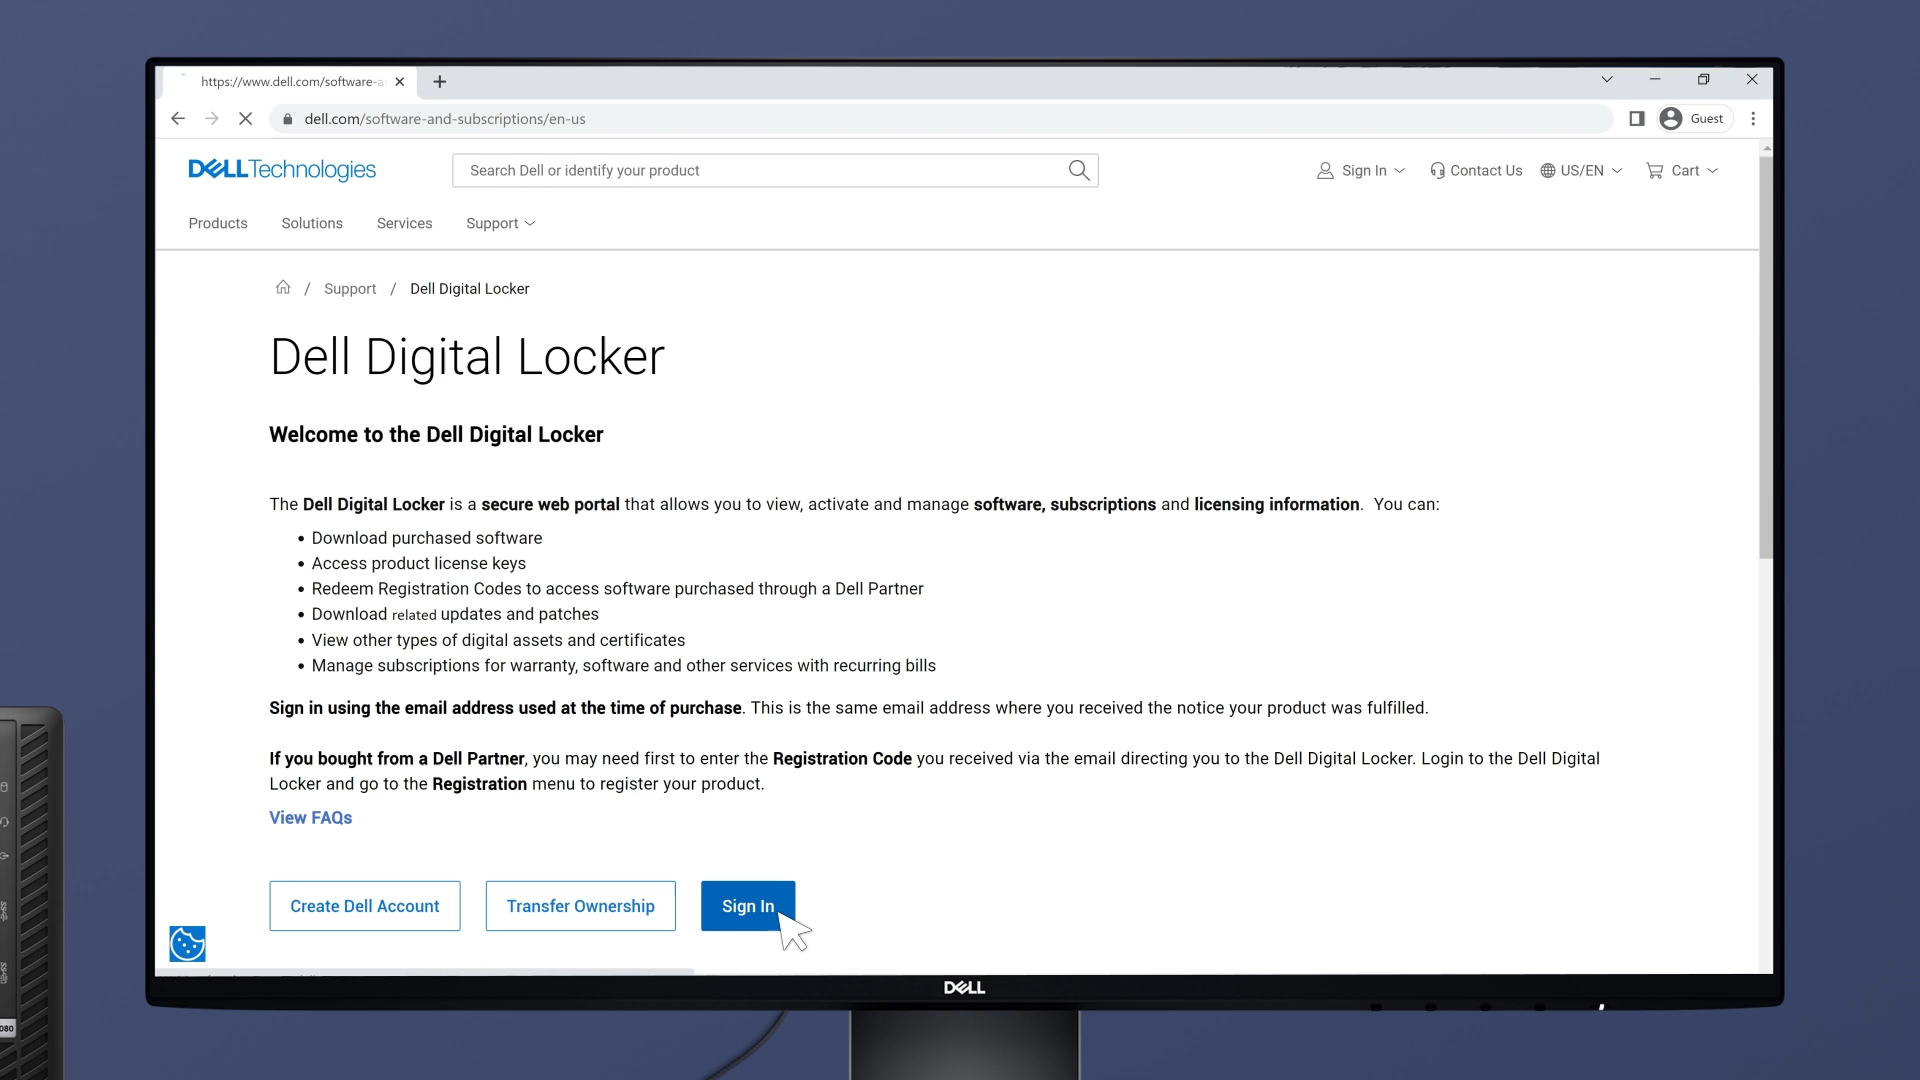 https://www.dell.com/software-a
dell.com/software-and-subscriptions/en-us
Guest
DELL Technologies
Search Dell or identify your product
Sign In
Contact Us
US/EN
Cart
Products
Solutions
Services
Support
/ Support / Dell Digital Locker
Dell Digital Locker
Welcome to the Dell Digital Locker
The Dell Digital Locker is a secure web portal that allows you to view, activate and manage software, subscriptions and licensing information. You can:
• Download purchased software
• Access product license keys
• Redeem Registration Codes to access software purchased through a Dell Partner
• Download related updates and patches
• View other types of digital assets and certificates
• Manage subscriptions for warranty, software and other services with recurring bills
Sign in using the email address used at the time of purchase. This is the same email address where you received the notice your product was fulfilled.
If you bought from a Dell Partner, you may need first to enter the Registration Code you received via the email directing you to the Dell Digital Locker. Login to the Dell Digital
Locker and go to the Registration menu to register your product.
View FAQs
Create Dell Account
Transfer Ownership
Sign In
DELL
080